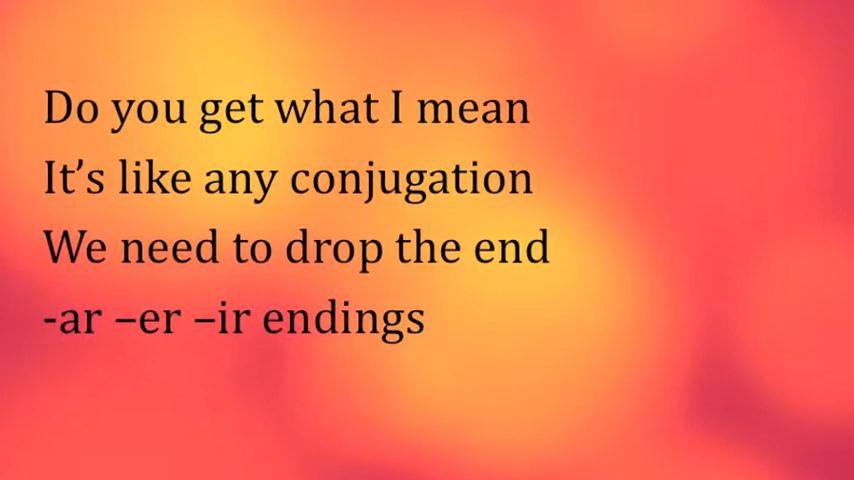 Do you get what I mean
It’s like any conjugation
We need to drop the end
-ar –er –ir endings